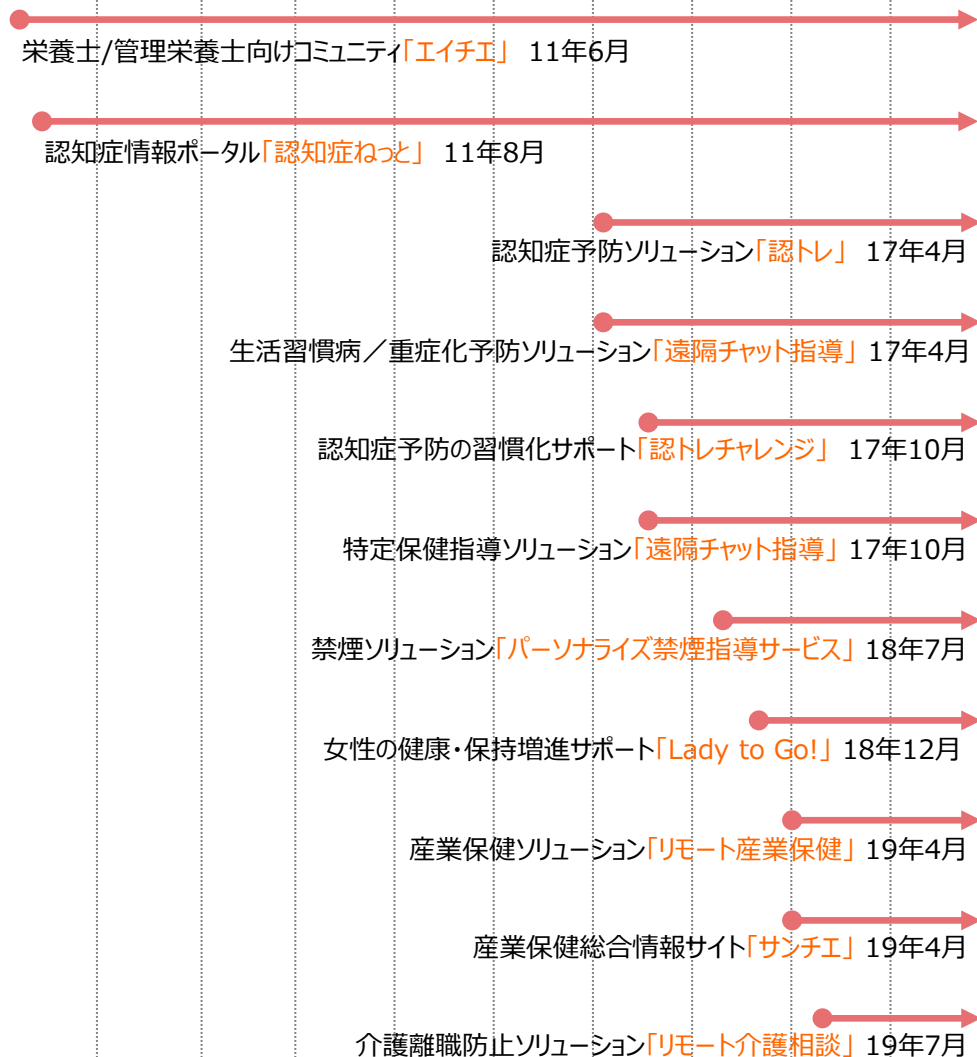 栄養士/管理栄養士向けコミュニティ「エイチエ」 11年6月
認知症情報ポータル「認知症ねっと」 11年8月
認知症予防ソリューション「認トレ」 17年4月
生活習慣病／重症化予防ソリューション「遠隔チャット指導」 17年4月
認知症予防の習慣化サポート「認トレチャレンジ」 17年10月
特定保健指導ソリューション「遠隔チャット指導」 17年10月
禁煙ソリューション「パーソナライズ禁煙指導サービス」 18年7月
女性の健康・保持増進サポート「Lady to Go!」 18年12月
産業保健ソリューション「リモート産業保健」 19年4月
産業保健総合情報サイト「サンチエ」 19年4月
介護離職防止ソリューション「リモート介護相談」 19年7月